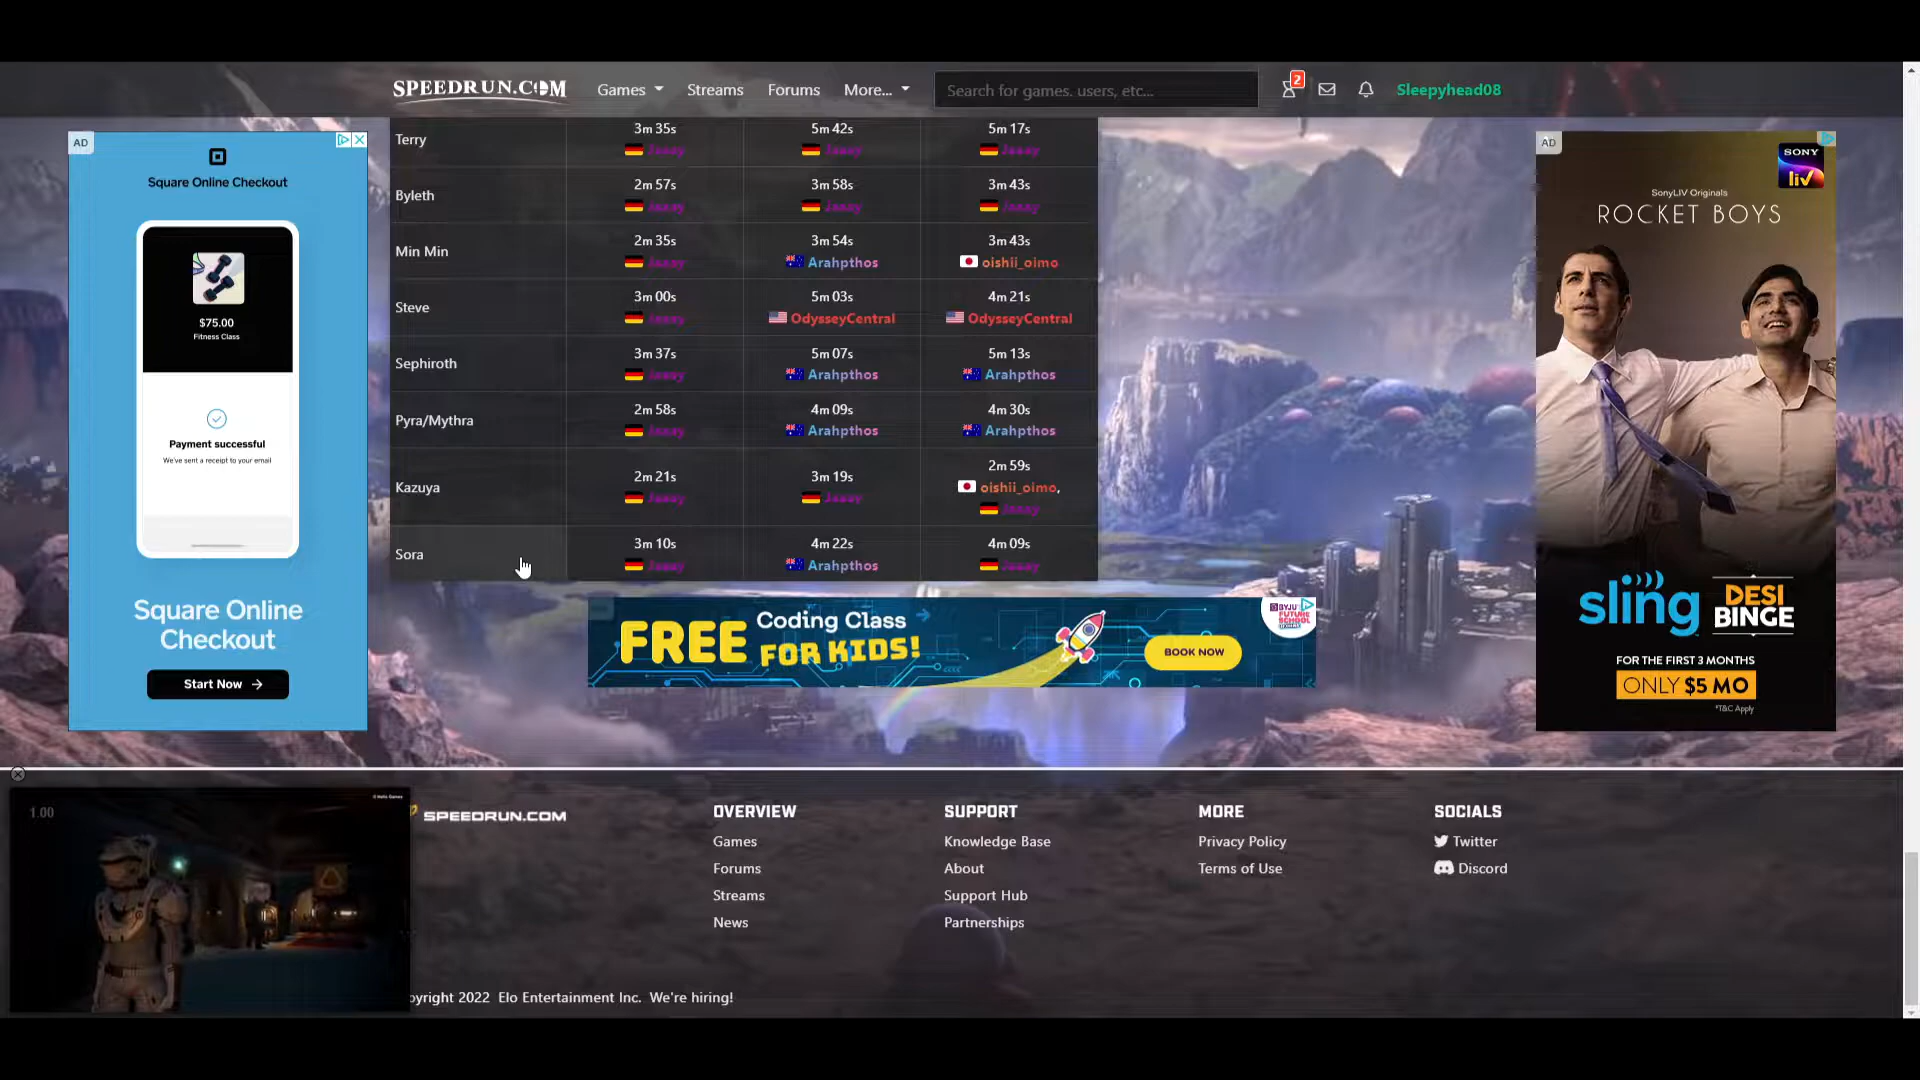 SPEEDRUN.COM Games Streams Forums More... Search for games. users, etc... 2 Sleepyhead08
Terry 3m 35s 5m 42s 5m 17s
Byleth 2m 57s 3m 58s 3m 43s
Min Min 2m 35s 3m 54s 3m 43s
Arahpthos oishii_oimo
Steve 3m 00s 5m 03s 4m 21s
OdysseyCentral OdysseyCentral
Sephiroth 3m 37s 5m 07s 5m 13s
Arahpthos Arahpthos
Pyra/Mythra 2m 58s 4m 09s 4m 30s
Arahpthos Arahpthos
Kazuya 2m 21s 3m 19s 2m 59s
oishii_oimo,
Sora 3m 10s 4m 22s 4m 09s
Arahpthos
AD
Square Online Checkout
$75.00
Fitness Class
Payment successful
We've sent a receipt to your email
Square Online
Checkout
Start Now
AD
SONY
liv
SonyLIV Originals
ROCKET BOYS
sling DESI
BINGE
FOR THE FIRST 3 MONTHS
ONLY $5 MO
*T&C Apply
FREE Coding Class
FOR KIDS!
BOOK NOW
BYJU'S
FUTURE
SCHOOL
1.00
© Hello Games
SPEEDRUN.COM
OVERVIEW
Games
Forums
Streams
News
SUPPORT
Knowledge Base
About
Support Hub
Partnerships
MORE
Privacy Policy
Terms of Use
SOCIALS
Twitter
Discord
pyright 2022 Elo Entertainment Inc. We're hiring!